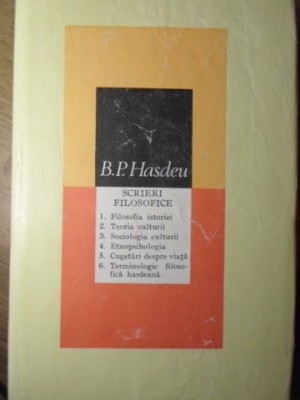 B.P. Hasdeu
SCRIERI
FILOSOFICE
1. Filosofia istoriei
2. Teoria culturii
3. Sociologia culturii
4. Etnopsihologia
5. Cugetări despre viață
6. Terminologie filoso-
fică hasdeană.